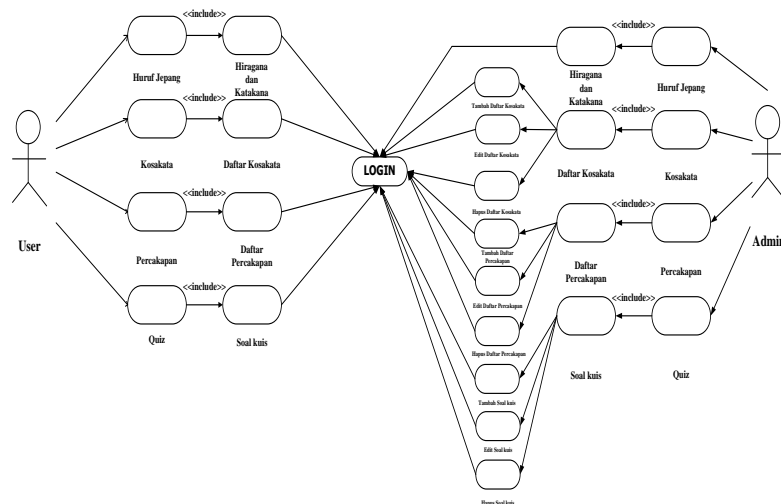 <<include>>
Huruf Jepang
Hiragana
dan
Katakana
<<include>>
Kosakata
Daftar Kosakata
<<include>>
Percakapan
Daftar
Percakapan
<<include>>
Quiz
Soal kuis
User
LOGIN
Tambah Daftar Kosakata
Edit Daftar Kosakata
Hapus Daftar Kosakata
Tambah Daftar
Percakapan
Edit Daftar Percakapan
Hapus Daftar Percakapan
Tambah Soal kuis
Edit Soal kuis
Hapus Soal kuis
<<include>>
Hiragana
dan
Katakana
Huruf Jepang
<<include>>
Daftar Kosakata
Kosakata
<<include>>
Daftar
Percakapan
Percakapan
<<include>>
Soal kuis
Quiz
Admin